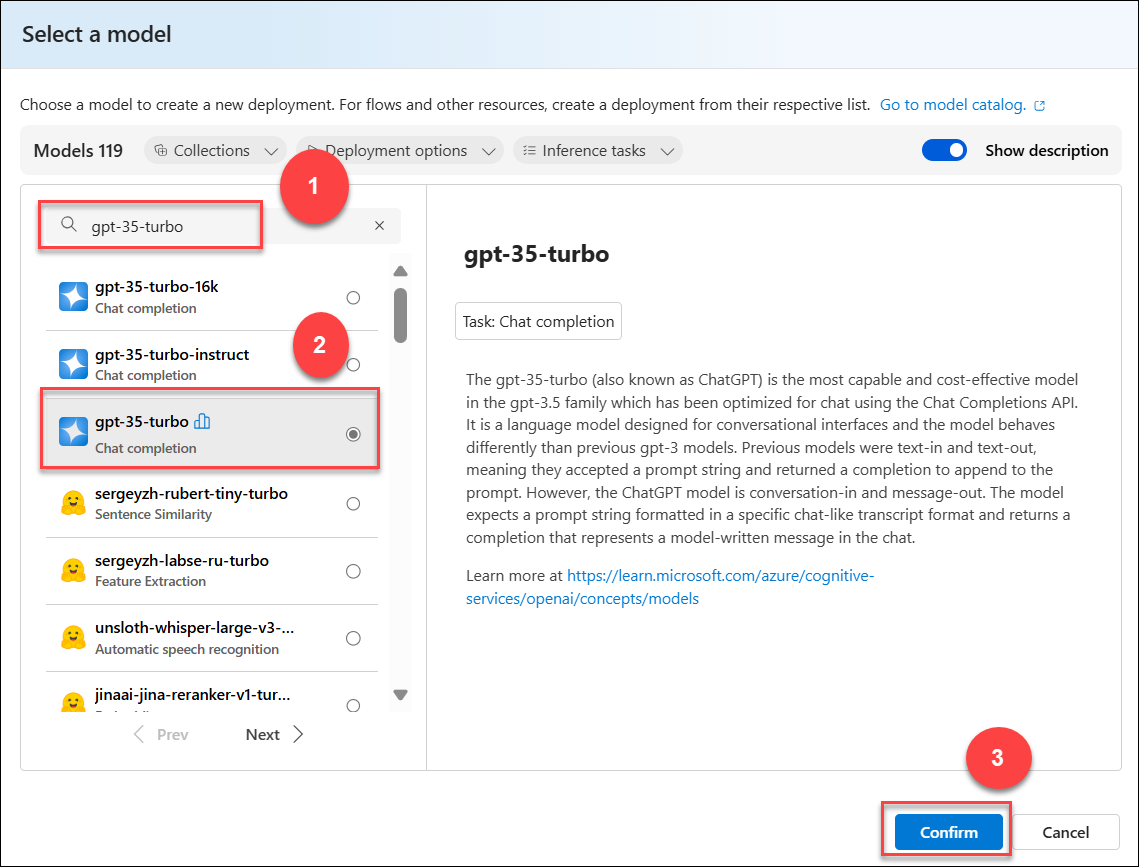 Select a model
Choose a model to create a new deployment. For flows and other resources, create a deployment from their respective list. Go to model catalog.
Models 119
Collections
Deployment options
Inference tasks
Show description
1
gpt-35-turbo
gpt-35-turbo-16k
Chat completion
2
gpt-35-turbo-instruct
Chat completion
gpt-35-turbo
Chat completion
sergeyzh-rubert-tiny-turbo
Sentence Similarity
sergeyzh-labse-ru-turbo
Feature Extraction
unsloth-whisper-large-v3-...
Automatic speech recognition
jinaai-jina-reranker-v1-tur...
Prev
Next
gpt-35-turbo
Task: Chat completion
The gpt-35-turbo (also known as ChatGPT) is the most capable and cost-effective model
in the gpt-3.5 family which has been optimized for chat using the Chat Completions API.
It is a language model designed for conversational interfaces and the model behaves
differently than previous gpt-3 models. Previous models were text-in and text-out,
meaning they accepted a prompt string and returned a completion to append to the
prompt. However, the ChatGPT model is conversation-in and message-out. The model
expects a prompt string formatted in a specific chat-like transcript format and returns a
completion that represents a model-written message in the chat.
Learn more at https://learn.microsoft.com/azure/cognitive-
services/openai/concepts/models
3
Confirm
Cancel